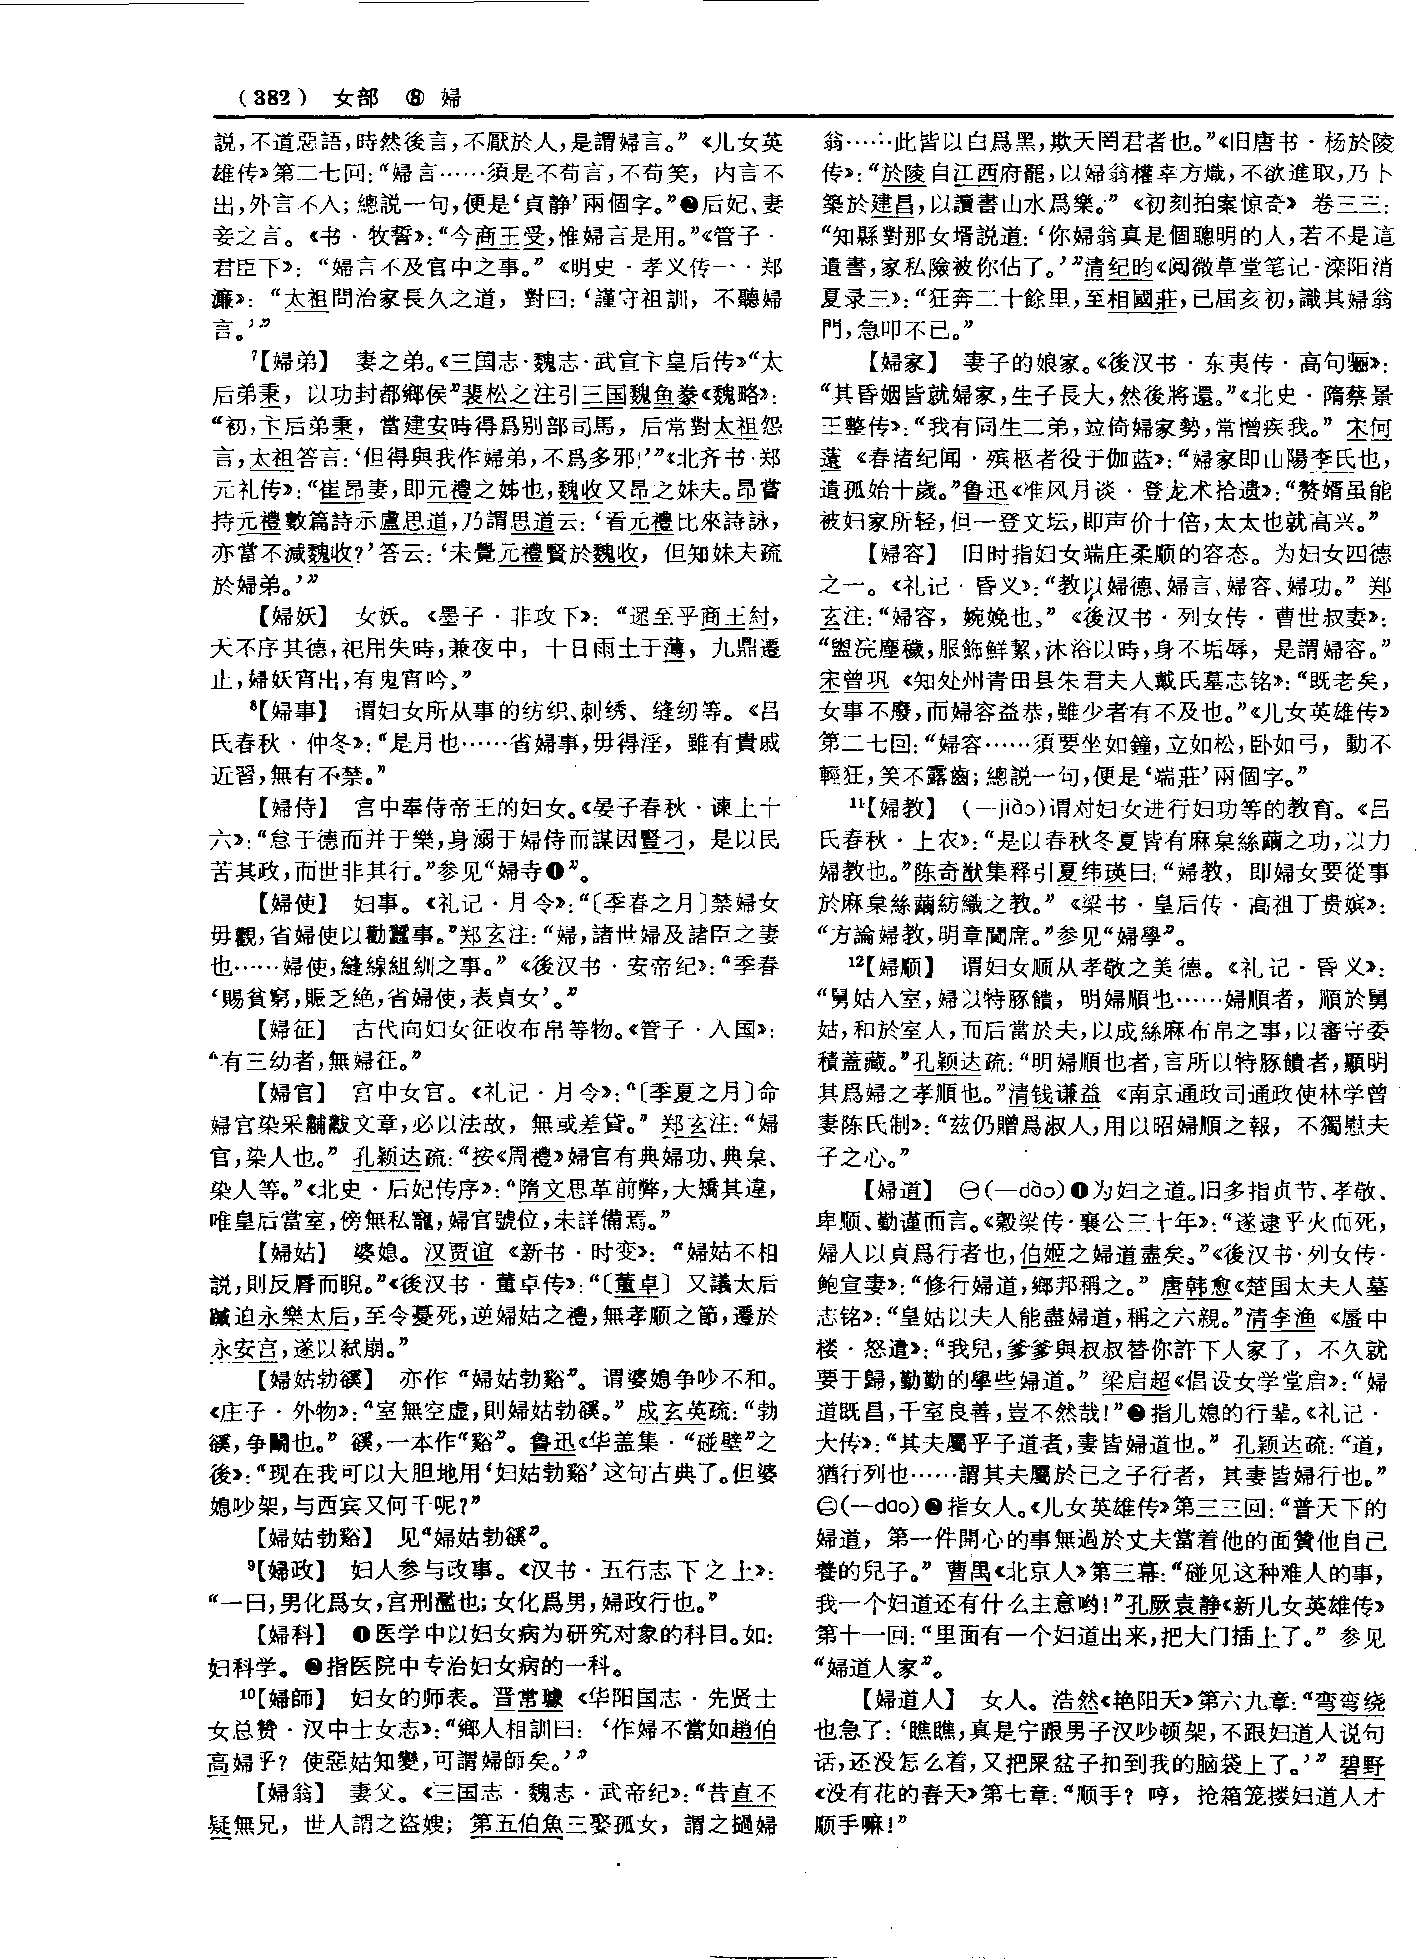 （382） 女部 ⑧ 婦
説，不道惡語，時然後言，不厭於人，是謂婦言。”《儿女英
雄传》第二七回：“婦言……須是不苟言，不苟笑，内言不
出，外言不入；總説一句，便是‘貞静’兩個字。”❷后妃、妻
妾之言。《书·牧誓》：“今商王受，惟婦言是用。”《管子·
君臣下》：“婦言不及官中之事。”《明史·孝义传一·郑
濂》：“太祖問治家長久之道，對曰：‘謹守祖訓，不聽婦
言。’”
⁷【婦弟】 妻之弟。《三国志·魏志·武宣卞皇后传》“太
后弟秉，以功封都鄉侯”裴松之注引三国魏鱼豢《魏略》：
“初，卞后弟秉，當建安時得爲别部司馬，后常對太祖怨
言，太祖答言：‘但得與我作婦弟，不爲多邪！’”《北齐书·郑
元礼传》：“崔昂妻，即元禮之姊也，魏收又昂之妹夫。昂嘗
持元禮數篇詩示盧思道，乃謂思道云：‘看元禮比來詩詠，
亦當不減魏收？’答云：‘未覺元禮賢於魏收，但知妹夫疏
於婦弟。’”
【婦妖】 女妖。《墨子·非攻下》：“遝至乎商王紂，
天不序其德，祀用失時，兼夜中，十日雨土于薄，九鼎遷
止，婦妖宵出，有鬼宵吟。”
⁸【婦事】 谓妇女所从事的纺织、刺绣、缝纫等。《吕
氏春秋·仲冬》：“是月也……省婦事，毋得淫，雖有貴戚
近習，無有不禁。”
【婦侍】 宫中奉侍帝王的妇女。《晏子春秋·谏上十
六》：“怠于德而并于樂，身溺于婦侍而謀因豎刁，是以民
苦其政，而世非其行。”参见“婦寺❶”。
【婦使】 妇事。《礼记·月令》：“〔季春之月〕禁婦女
毋觀，省婦使以勸蠶事。”郑玄注：“婦，諸世婦及諸臣之妻
也……婦使，縫線組紃之事。”《後汉书·安帝纪》：“季春
‘賜貧窮，賑乏絶，省婦使，表貞女’。”
【婦征】 古代向妇女征收布帛等物。《管子·入国》：
“有三幼者，無婦征。”
【婦官】 宫中女官。《礼记·月令》：“〔季夏之月〕命
婦官染采黼黻文章，必以法故，無或差貸。”郑玄注：“婦
官，染人也。”孔颖达疏：“按《周禮》婦官有典婦功、典枲、
染人等。”《北史·后妃传序》：“隋文思革前弊，大矯其違，
唯皇后當室，傍無私寵，婦官號位，未詳備焉。”
【婦姑】 婆媳。汉贾谊《新书·时变》：“婦姑不相
説，則反脣而睨。”《後汉书·董卓传》：“〔董卓〕又議太后
蹴迫永樂太后，至令憂死，逆婦姑之禮，無孝順之節，遷於
永安宫，遂以弑崩。”
【婦姑勃谿】 亦作“婦姑勃豀”。谓婆媳争吵不和。
《庄子·外物》：“室無空虚，則婦姑勃谿。”成玄英疏：“勃
谿，争鬭也。”谿，一本作“豀”。鲁迅《华盖集·“碰壁”之
後》：“现在我可以大胆地用‘妇姑勃谿’这句古典了。但婆
媳吵架，与西宾又何干呢？”
【婦姑勃豀】 见“婦姑勃谿”。
⁹【婦政】 妇人参与政事。《汉书·五行志下之上》：
“一曰，男化爲女，宫刑濫也；女化爲男，婦政行也。”
【婦科】 ❶医学中以妇女病为研究对象的科目。如：
妇科学。❷指医院中专治妇女病的一科。
¹⁰【婦師】 妇女的师表。晋常璩《华阳国志·先贤士
女总赞·汉中士女志》：“鄉人相訓曰：‘作婦不當如趙伯
高婦乎？使惡姑知變，可謂婦師矣。’”
【婦翁】 妻父。《三国志·魏志·武帝纪》：“昔直不
疑無兄，世人謂之盗嫂；第五伯魚三娶孤女，謂之撾婦
翁……此皆以白爲黑，欺天罔君者也。”《旧唐书·杨於陵
传》：“於陵自江西府罷，以婦翁權幸方熾，不欲進取，乃卜
築於建昌，以讀書山水爲樂。”《初刻拍案惊奇》卷三三：
“知縣對那女壻説道：‘你婦翁真是個聰明的人，若不是這
遺書，家私險被你佔了。’”清纪昀《阅微草堂笔记·滦阳消
夏录三》：“狂奔二十餘里，至相國莊，已屆亥初，識其婦翁
門，急叩不已。”
【婦家】 妻子的娘家。《後汉书·东夷传·高句骊》：
“其昏姻皆就婦家，生子長大，然後將還。”《北史·隋蔡景
王整传》：“我有同生二弟，竝倚婦家勢，常憎疾我。”宋何
薳《春渚纪闻·殡柩者役于伽蓝》：“婦家即山陽李氏也，
遺孤始十歲。”鲁迅《准风月谈·登龙术拾遗》：“赘婿虽能
被妇家所轻，但一登文坛，即声价十倍，太太也就高兴。”
【婦容】 旧时指妇女端庄柔顺的容态。为妇女四德
之一。《礼记·昏义》：“教以婦德、婦言、婦容、婦功。”郑
玄注：“婦容，婉娩也。”《後汉书·列女传·曹世叔妻》：
“盥浣塵穢，服飾鮮絜，沐浴以時，身不垢辱，是謂婦容。”
宋曾巩《知处州青田县朱君夫人戴氏墓志铭》：“既老矣，
女事不廢，而婦容益恭，雖少者有不及也。”《儿女英雄传》
第二七回：“婦容……須要坐如鐘，立如松，卧如弓，動不
輕狂，笑不露齒；總説一句，便是‘端莊’兩個字。”
¹¹【婦教】 （—jiào）谓对妇女进行妇功等的教育。《吕
氏春秋·上农》：“是以春秋冬夏皆有麻枲絲繭之功，以力
婦教也。”陈奇猷集释引夏纬瑛曰：“婦教，即婦女要從事
於麻枲絲繭紡織之教。”《梁书·皇后传·高祖丁贵嫔》：
“方論婦教，明章閫席。”参见“婦學”。
¹²【婦順】 谓妇女顺从孝敬之美德。《礼记·昏义》：
“舅姑入室，婦以特豚饋，明婦順也……婦順者，順於舅
姑，和於室人，而后當於夫，以成絲麻布帛之事，以審守委
積蓋藏。”孔颖达疏：“明婦順也者，言所以特豚饋者，顯明
其爲婦之孝順也。”清钱谦益《南京通政司通政使林学曾
妻陈氏制》：“兹仍贈爲淑人，用以昭婦順之報，不獨慰夫
子之心。”
【婦道】 ㊀（—dào）❶为妇之道。旧多指贞节、孝敬、
卑顺、勤谨而言。《穀梁传·襄公三十年》：“遂逮乎火而死，
婦人以貞爲行者也，伯姬之婦道盡矣。”《後汉书·列女传·
鲍宣妻》：“修行婦道，鄉邦稱之。”唐韩愈《楚国太夫人墓
志铭》：“皇姑以夫人能盡婦道，稱之六親。”清李渔《蜃中
楼·怒遣》：“我兒，爹爹與叔叔替你許下人家了，不久就
要于歸，勤勤的學些婦道。”梁启超《倡设女学堂启》：“婦
道既昌，千室良善，豈不然哉！”❷指儿媳的行辈。《礼记·
大传》：“其夫屬乎子道者，妻皆婦道也。”孔颖达疏：“道，
猶行列也……謂其夫屬於己之子行者，其妻皆婦行也。”
㊁（—dao）❷指女人。《儿女英雄传》第三三回：“普天下的
婦道，第一件開心的事無過於丈夫當着他的面贊他自己
養的兒子。”曹禺《北京人》第三幕：“碰见这种难人的事，
我一个妇道还有什么主意哟！”孔厥袁静《新儿女英雄传》
第十一回：“里面有一个妇道出来，把大门插上了。”参见
“婦道人家”。
【婦道人】 女人。浩然《艳阳天》第六九章：“弯弯绕
也急了：‘瞧瞧，真是宁跟男子汉吵顿架，不跟妇道人说句
话，还没怎么着，又把屎盆子扣到我的脑袋上了。’”碧野
《没有花的春天》第七章：“顺手？哼，抢箱笼搂妇道人才
顺手嘛！”